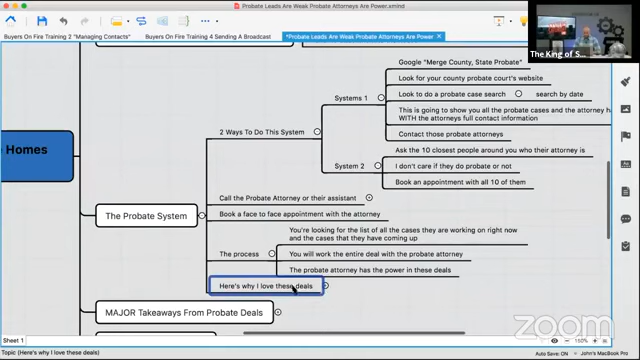 Probate Leads Are Weak Probate Attorneys Are Power.xmind
Buyers On Fire Training 2 "Managing Contacts"
Buyers On Fire Training 4 Sending A Broadcast
*Probate Leads Are Weak Probate Attorneys Are Power
The King of S...
Google "Merge County, State Probate"
Look for your county probate court's website
Systems 1
Look to do a probate case search
search by date
This is going to show you all the probate cases and the attorney ha
WITH the attorneys full contact information
Contact those probate attorneys
2 Ways To Do This System
Homes
Ask the 10 closest people around you who their attorney is
System 2
I don't care if they do probate or not
Book an appointment with all 10 of them
Call the Probate Attorney or their assistant
The Probate System
Book a face to face appointment with the attorney
You're looking for the list of all the cases they are working on right now
and the cases that they have coming up
The process
You will work the entire deal with the probate attorney
The probate attorney has the power in these deals
Here's why I love these deals
MAJOR Takeaways From Probate Deals
Sheet 1
zoom
150%
Topic (Here's why I love these deals)
Auto Save: ON
John's MacBook Pro